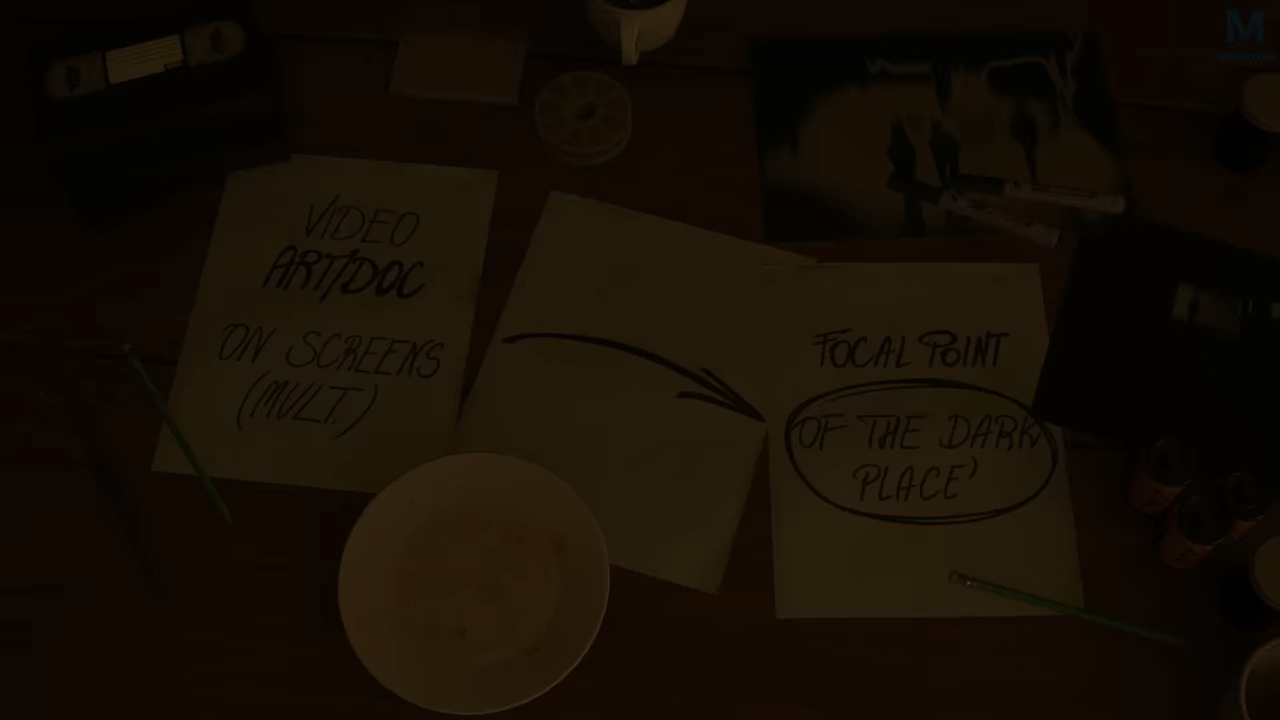 VIDEO
ART/DOC
ON SCREENS
(MULT.)
FOCAL POINT
OF THE DARK
PLACE'
M